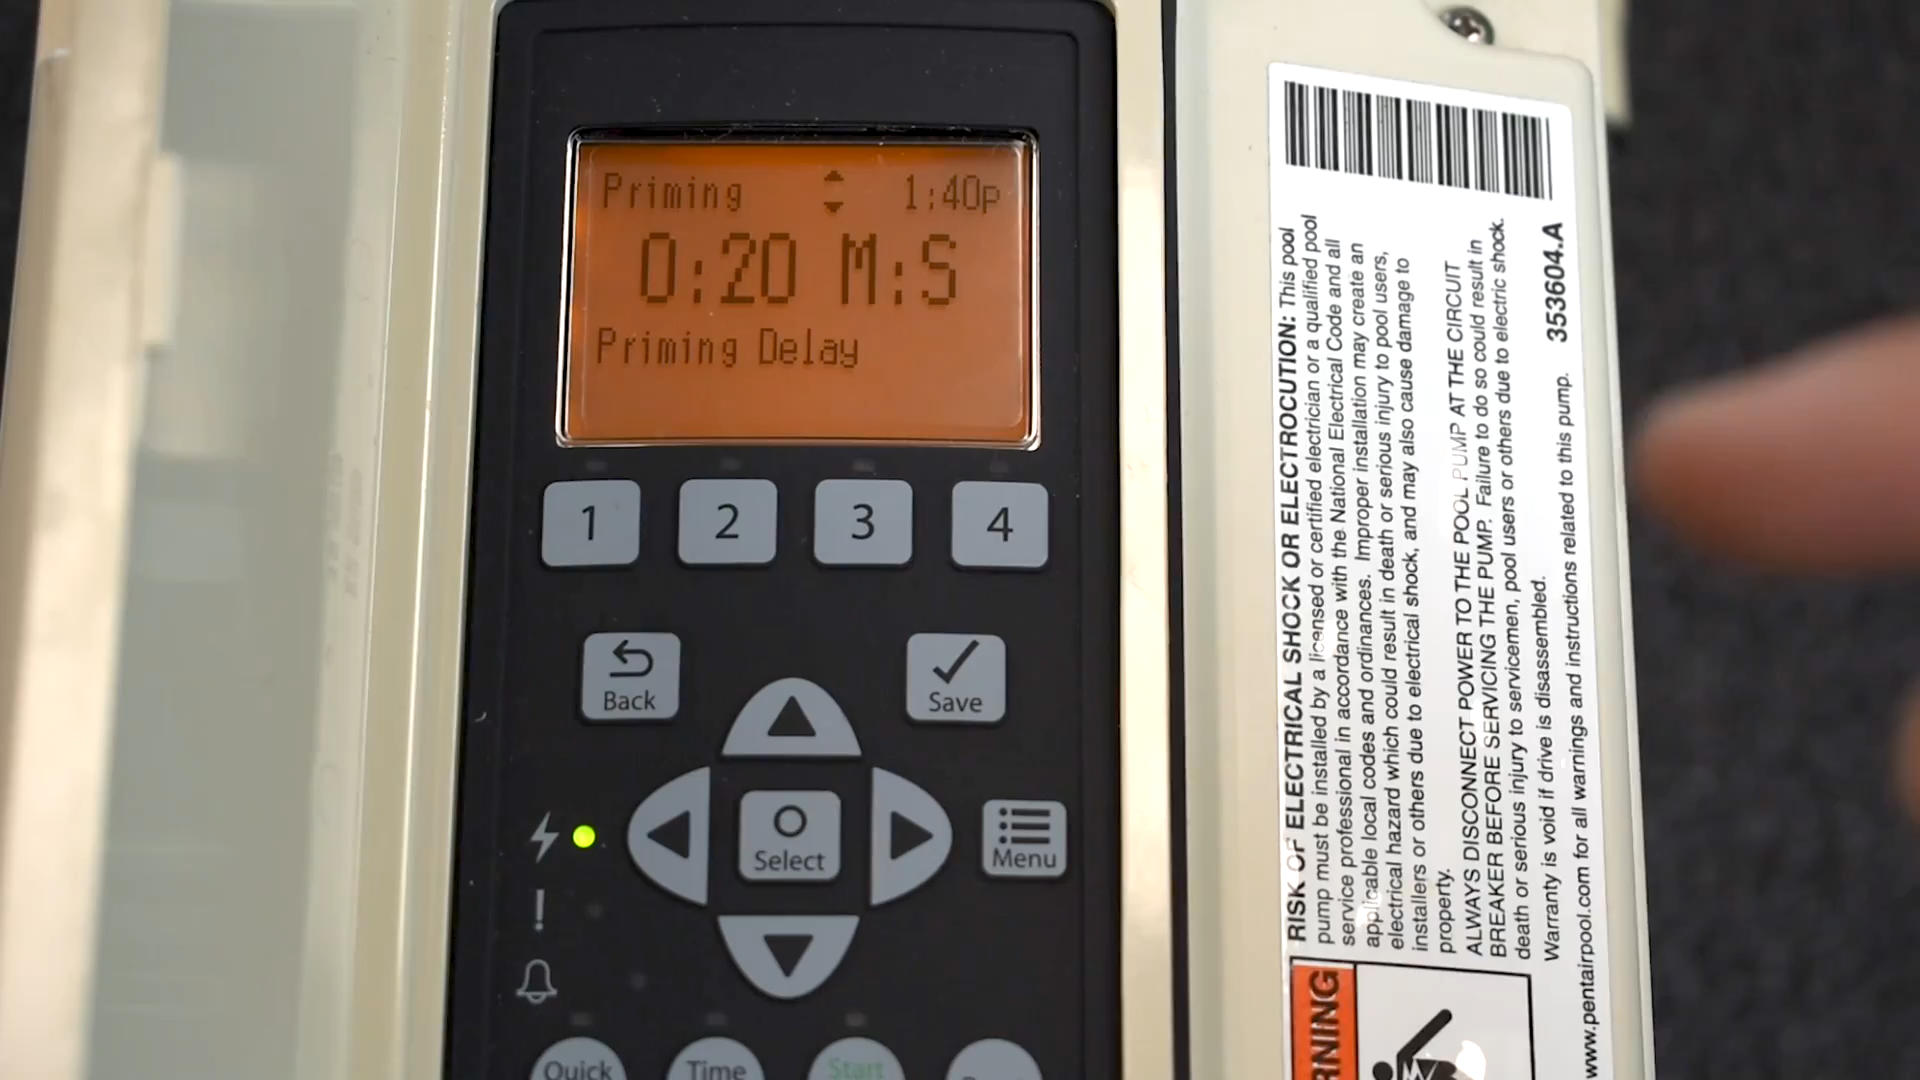 Priming 1:40p
0:20 M:S
Priming Delay
1 2 3 4
Back
Save
Select
Menu
Quick Time Start
353604.A
RISK OF ELECTRICAL SHOCK OR ELECTROCUTION: This pool
pump must be installed by a licensed or certified electrician or a qualified pool
service professional in accordance with the National Electrical Code and all
applicable local codes and ordinances. Improper installation may create an
electrical hazard which could result in death or serious injury to pool users,
installers or others due to electrical shock, and may also cause damage to
property.
ALWAYS DISCONNECT POWER TO THE POOL PUMP AT THE CIRCUIT
BREAKER BEFORE SERVICING THE PUMP. Failure to do so could result in
death or serious injury to servicemen, pool users or others due to electric shock.
Warranty is void if drive is disassembled.
www.pentairpool.com for all warnings and instructions related to this pump.
RNING